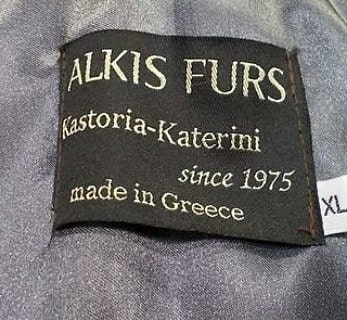 ALKIS FURS
Kastoria-Katerini
since 1975
made in Greece
XL